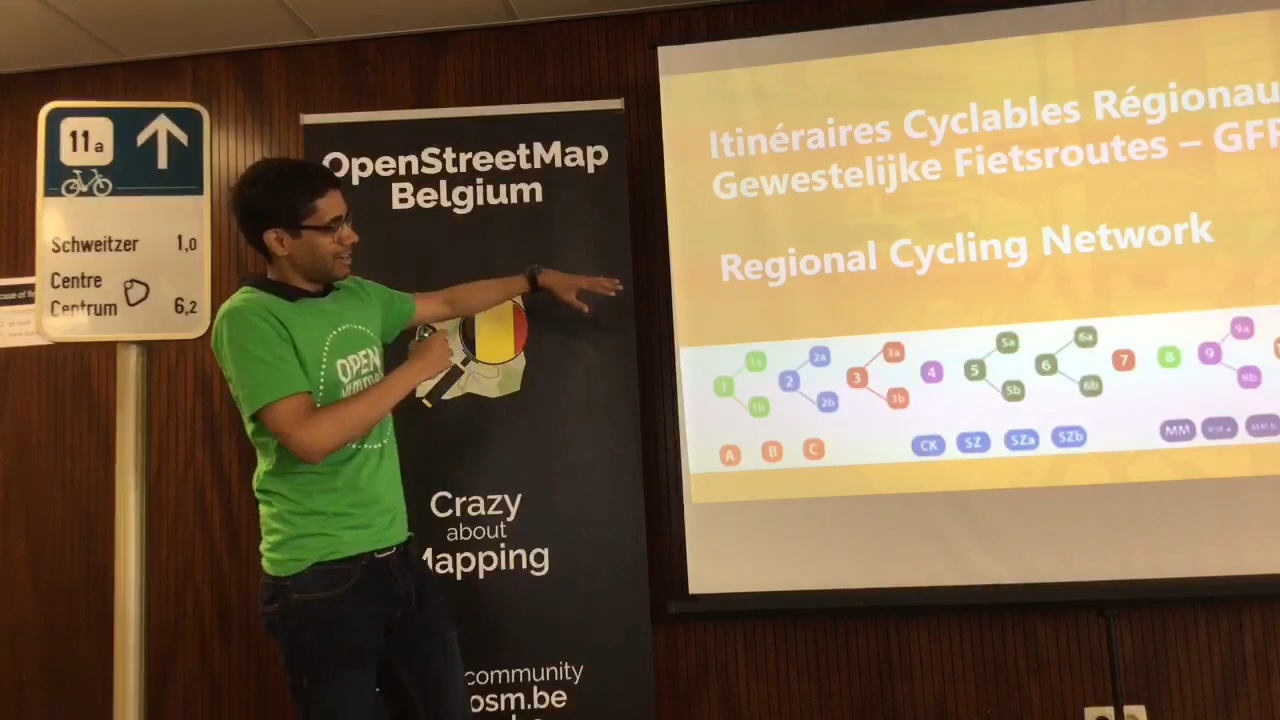 11a
Schweitzer 1,0
Centre
Centrum 6,2
OpenStreetMap
Belgium
OPEN
Crazy
about
Mapping
community
osm.be
Itinéraires Cyclables Régionau
Gewestelijke Fietsroutes – GF
Regional Cycling Network
1 1a 1b
2 2a 2b
3 3a 3b
4
5 5a 5b
6 6a 6b
7
8
9 9a 9b
A B C
CK SZ SZa SZb
MM